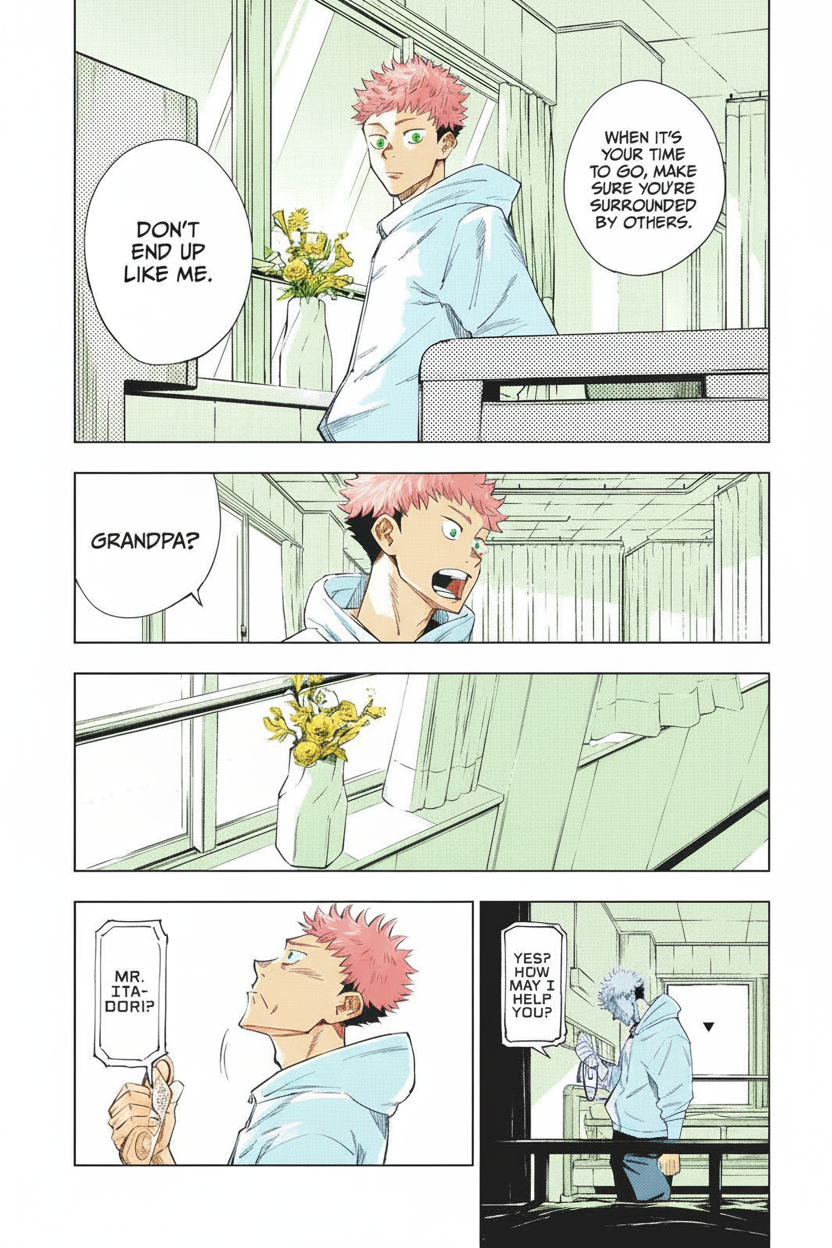 DON'T
END UP
LIKE ME.
WHEN IT'S
YOUR TIME
TO GO, MAKE
SURE YOU'RE
SURROUNDED
BY OTHERS.
GRANDPA?
MR.
ITA-
DORI?
YES?
HOW
MAY I
HELP
YOU?